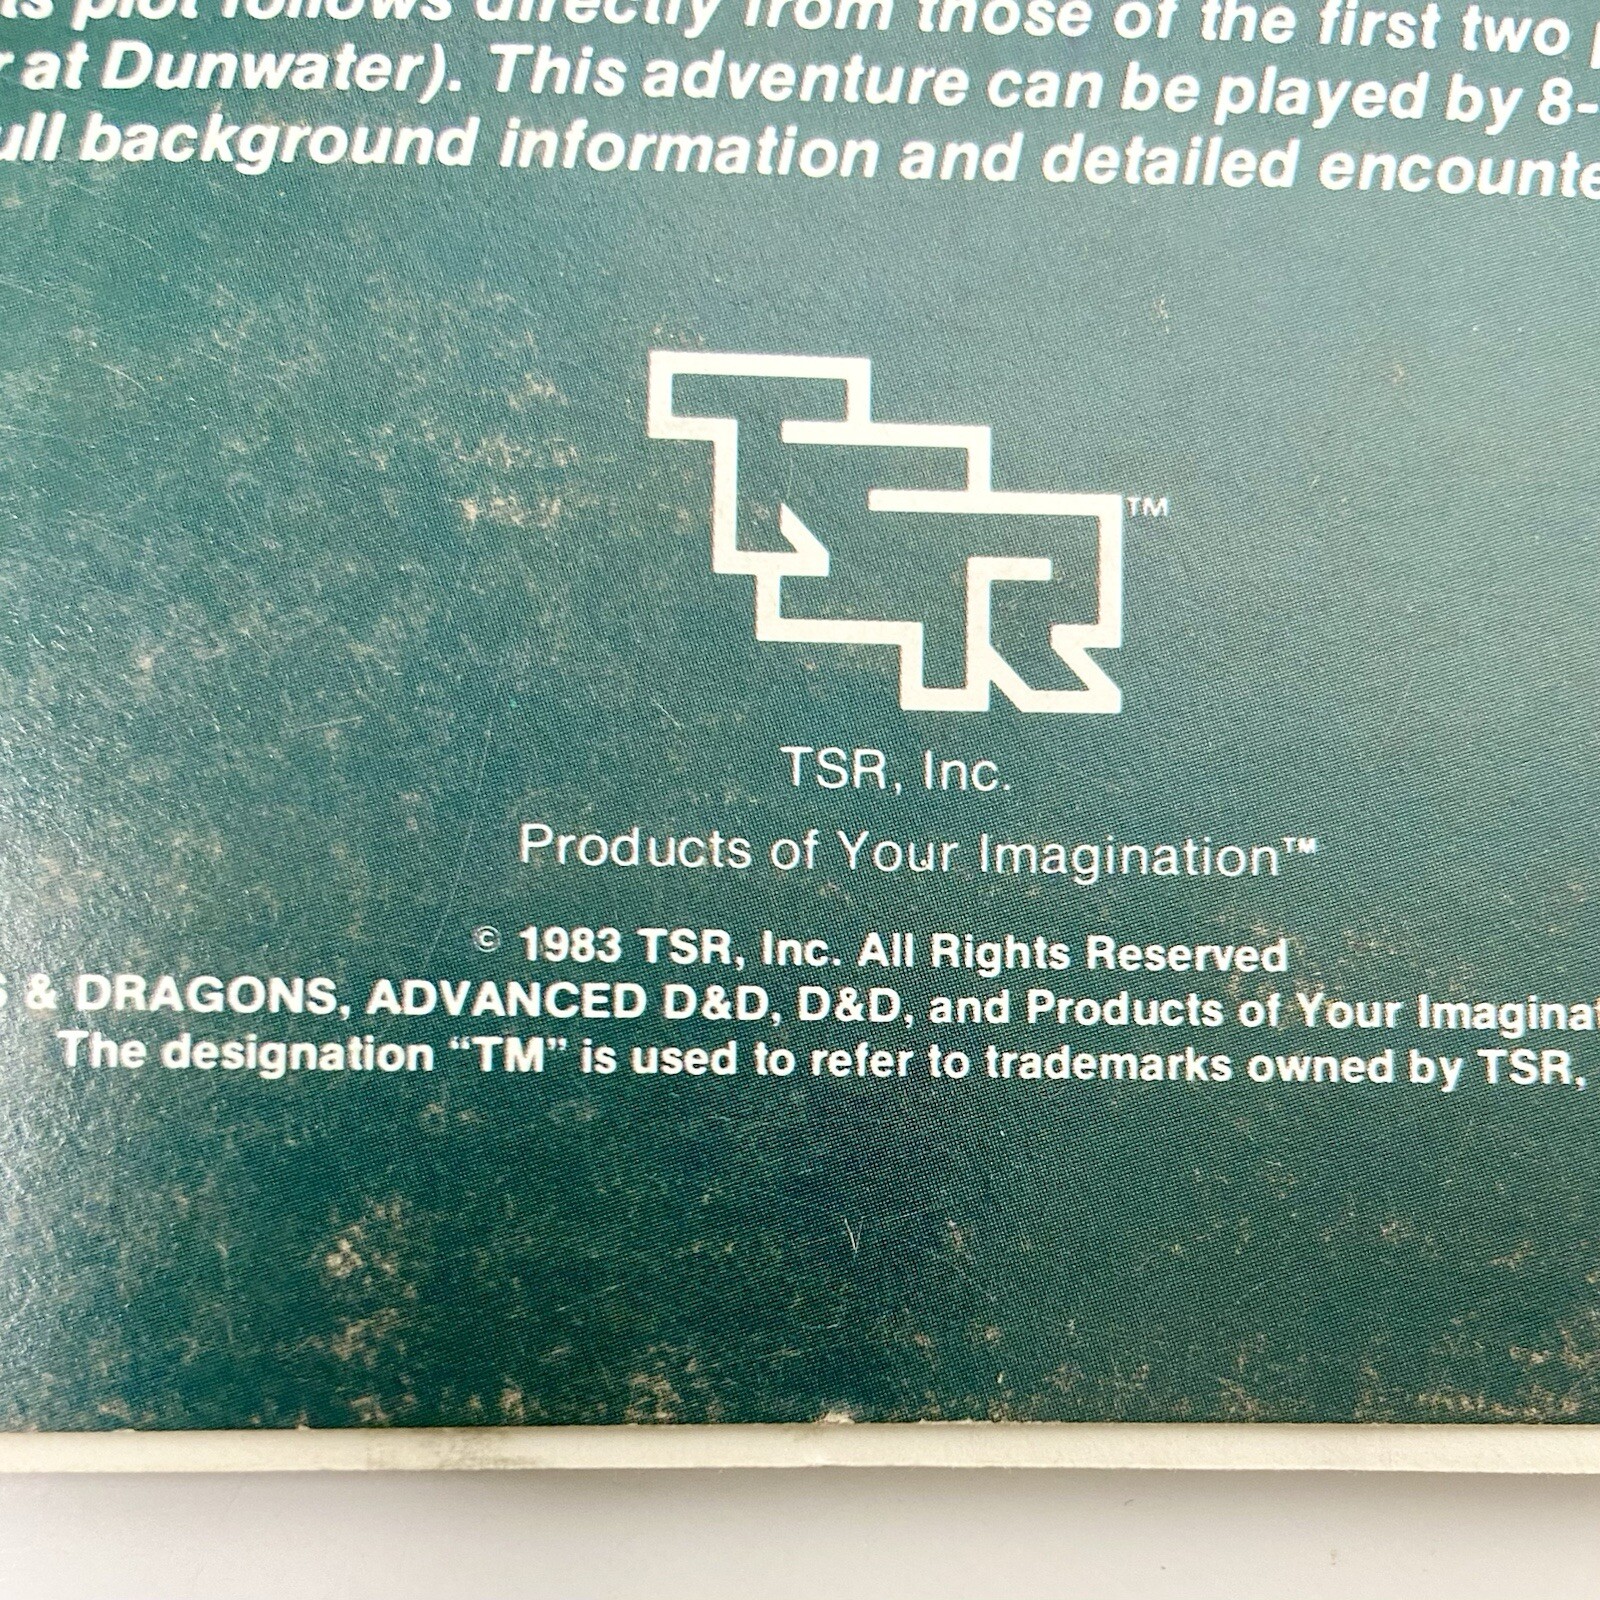 plot follows directly from those of the first two
at Dunwater). This adventure can be played by 8-
background information and detailed
TSR™
TSR, Inc.
Products of Your Imagination™
© 1983 TSR, Inc. All Rights Reserved
& DRAGONS, ADVANCED D&D, D&D, and Products of Your
The designation “TM” is used to refer to trademarks owned by TSR,